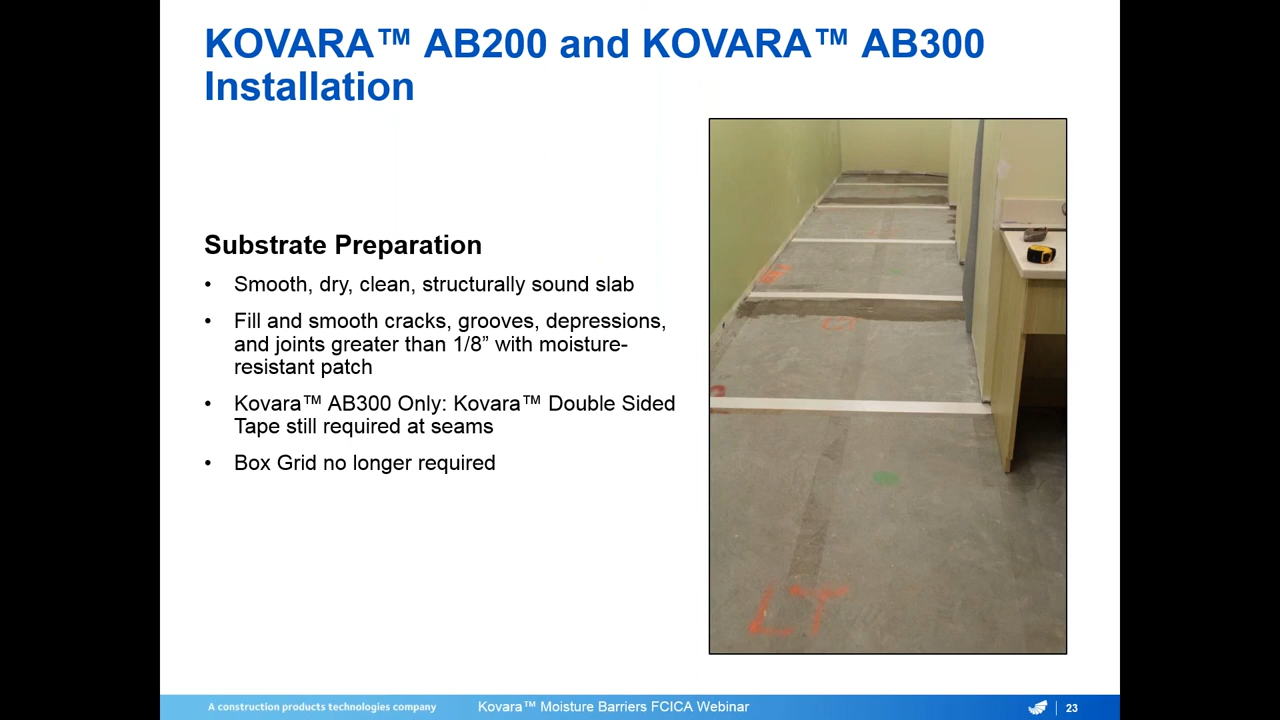 KOVARA™ AB200 and KOVARA™ AB300
Installation
Substrate Preparation
• Smooth, dry, clean, structurally sound slab
• Fill and smooth cracks, grooves, depressions,
and joints greater than 1/8” with moisture-
resistant patch
• Kovara™ AB300 Only: Kovara™ Double Sided
Tape still required at seams
• Box Grid no longer required
LT
A construction products technologies company
Kovara™ Moisture Barriers FCICA Webinar
23